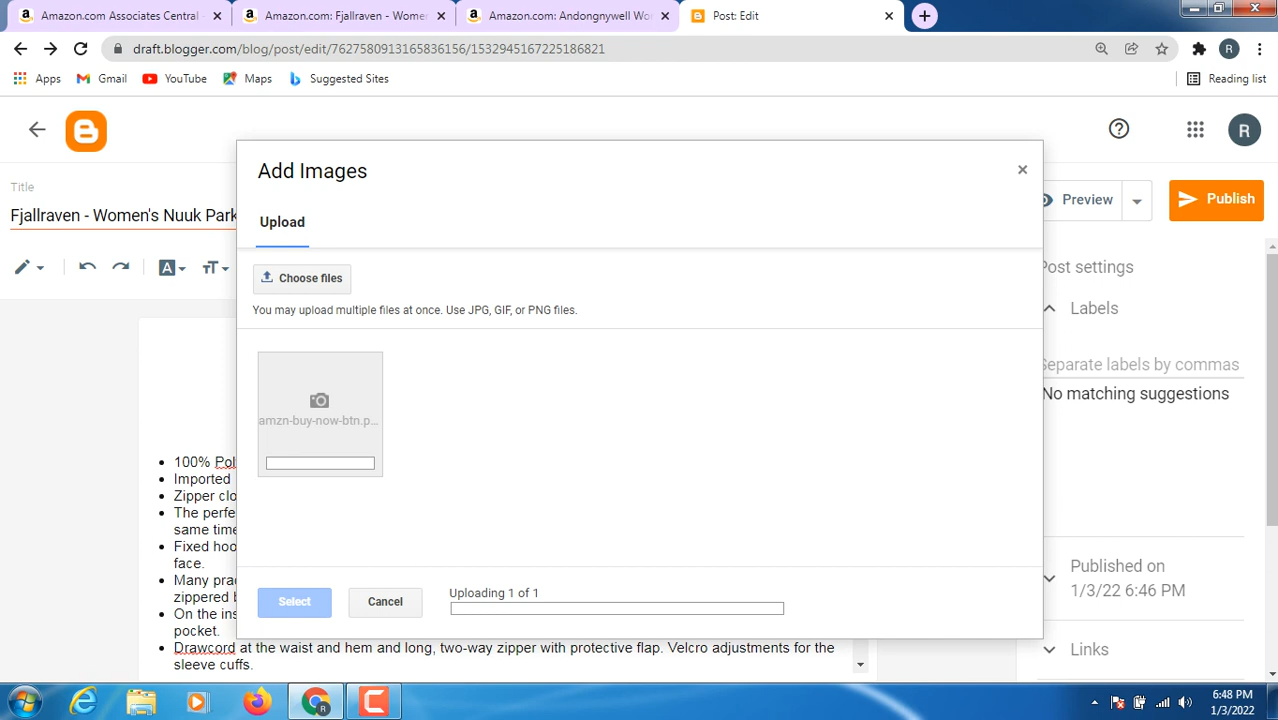 Amazon.com Associates Central - ×
Amazon.com: Fjallraven - Wome ×
Amazon.com: Andongnywell Wo ×
Post: Edit ×
draft.blogger.com/blog/post/edit/7627580913165836156/1532945167225186821
R
Apps Gmail YouTube Maps Suggested Sites Reading list
R
Title
Fjallraven - Women's Nuuk Park
Preview
Publish
Add Images ×
Upload
Choose files
You may upload multiple files at once. Use JPG, GIF, or PNG files.
amzn-buy-now-btn.p...
Select Cancel Uploading 1 of 1
• 100% Pol
• Imported
• Zipper clo
• The perfe
same time
• Fixed hoo
face.
• Many prac
zippered b
• On the ins
pocket.
• Drawcord at the waist and hem and long, two-way zipper with protective flap. Velcro adjustments for the
sleeve cuffs.
Post settings
Labels
Separate labels by commas
No matching suggestions
Published on
1/3/22 6:46 PM
Links
6:48 PM
1/3/2022